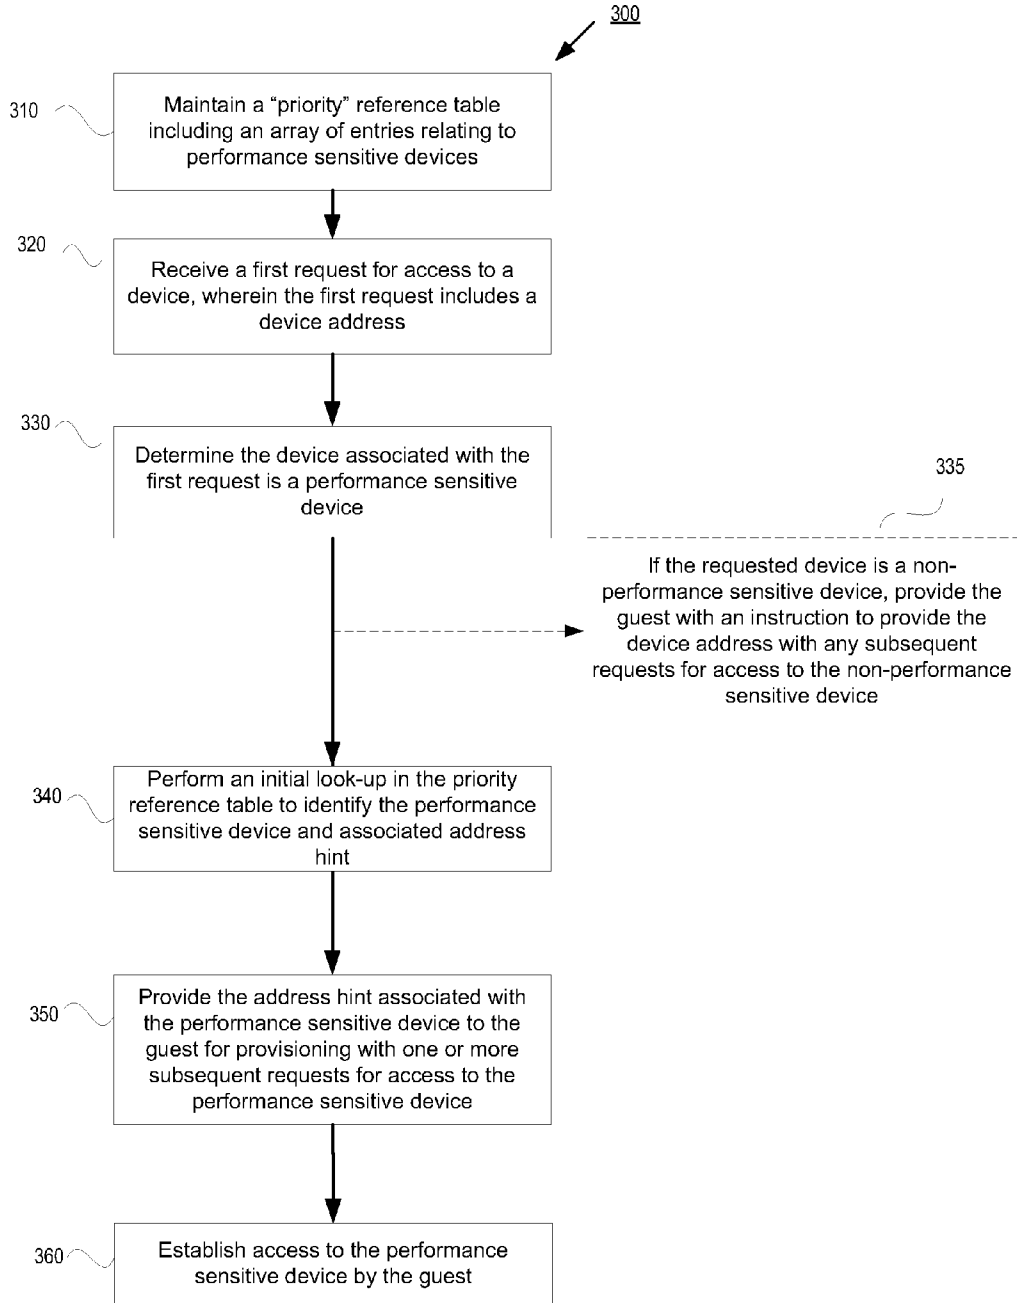 300
310
Maintain a “priority” reference table
including an array of entries relating to
performance sensitive devices
320
Receive a first request for access to a
device, wherein the first request includes a
device address
330
Determine the device associated with the
first request is a performance sensitive
device
335
If the requested device is a non-
performance sensitive device, provide the
guest with an instruction to provide the
device address with any subsequent
requests for access to the non-performance
sensitive device
340
Perform an initial look-up in the priority
reference table to identify the performance
sensitive device and associated address
hint
350
Provide the address hint associated with
the performance sensitive device to the
guest for provisioning with one or more
subsequent requests for access to the
performance sensitive device
360
Establish access to the performance
sensitive device by the guest